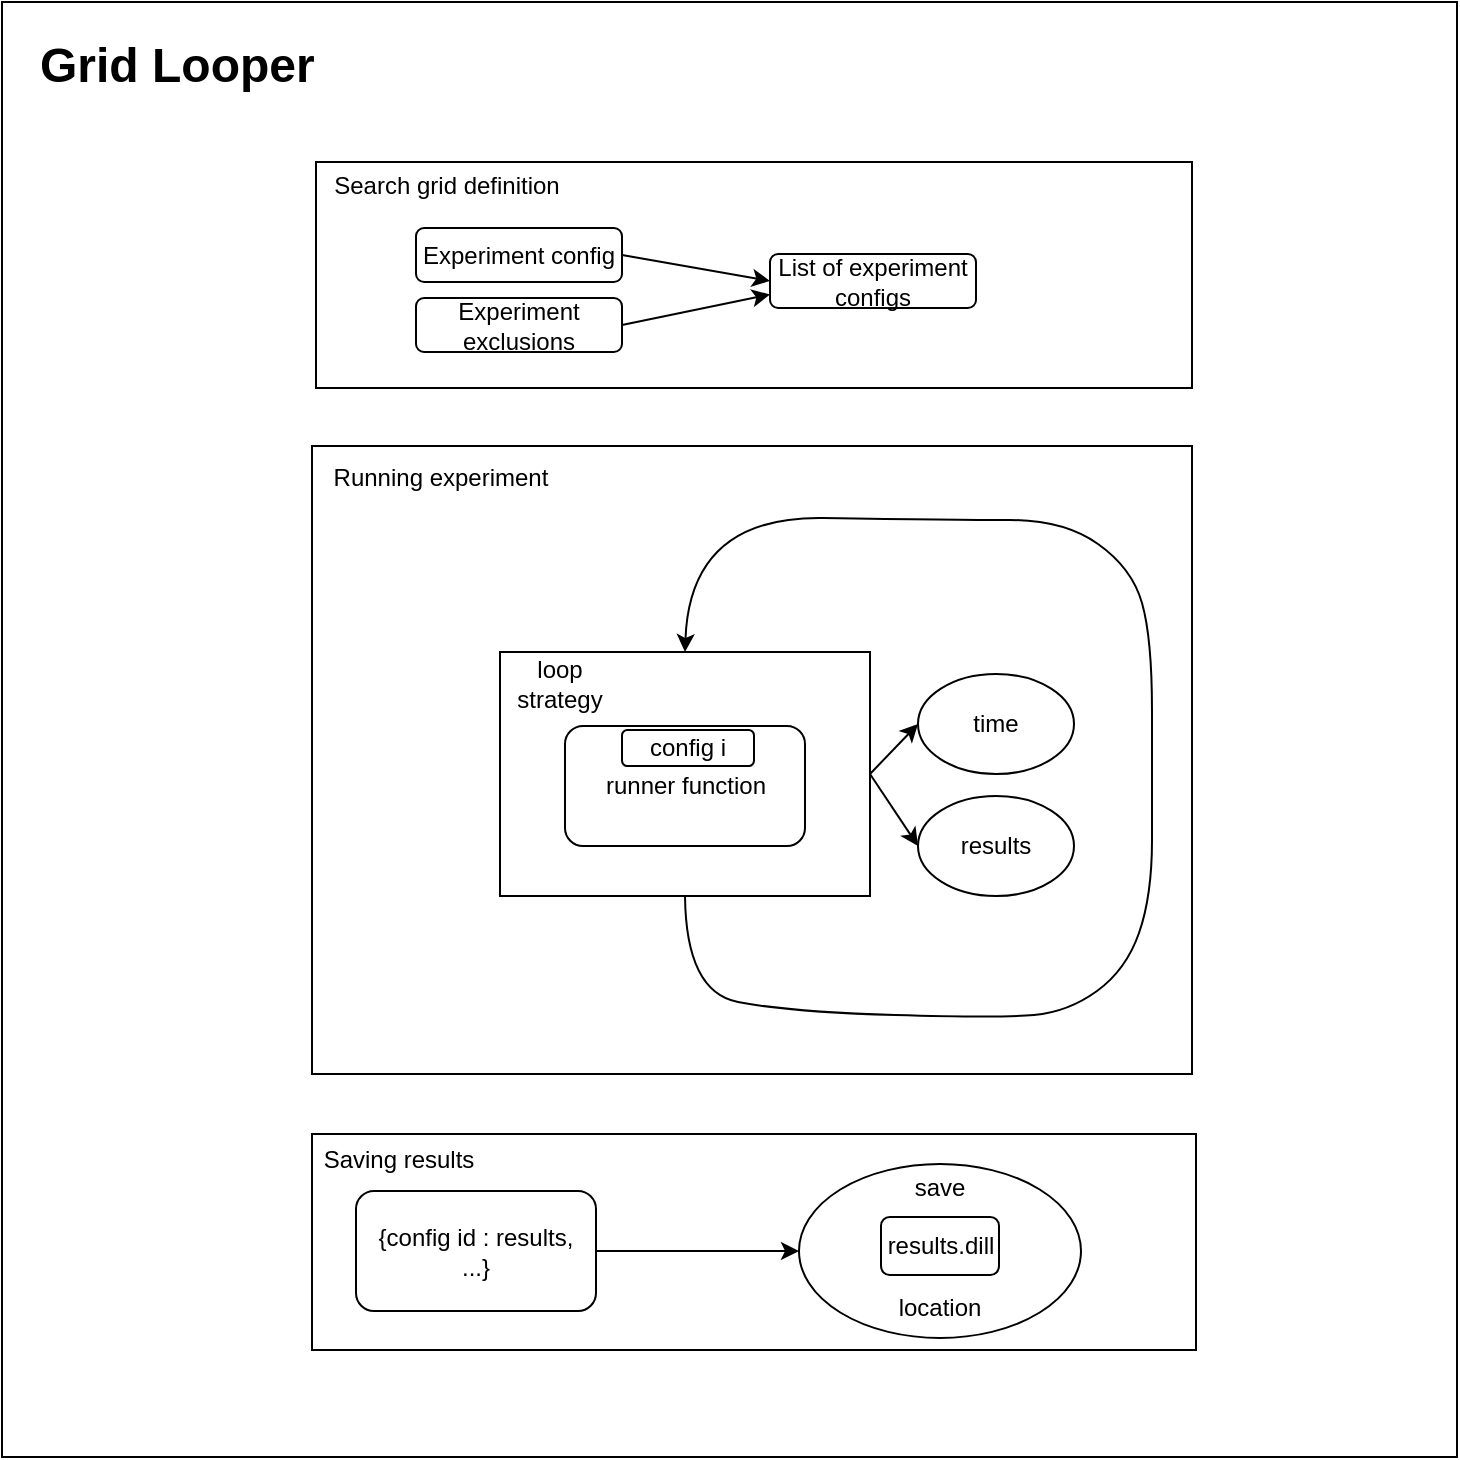 Grid Looper
Search grid definition
Experiment config
Experiment
exclusions
List of experiment
configs
Running experiment
loop
strategy
config i
runner function
time
results
Saving results
{config id : results,
...}
save
results.dill
location